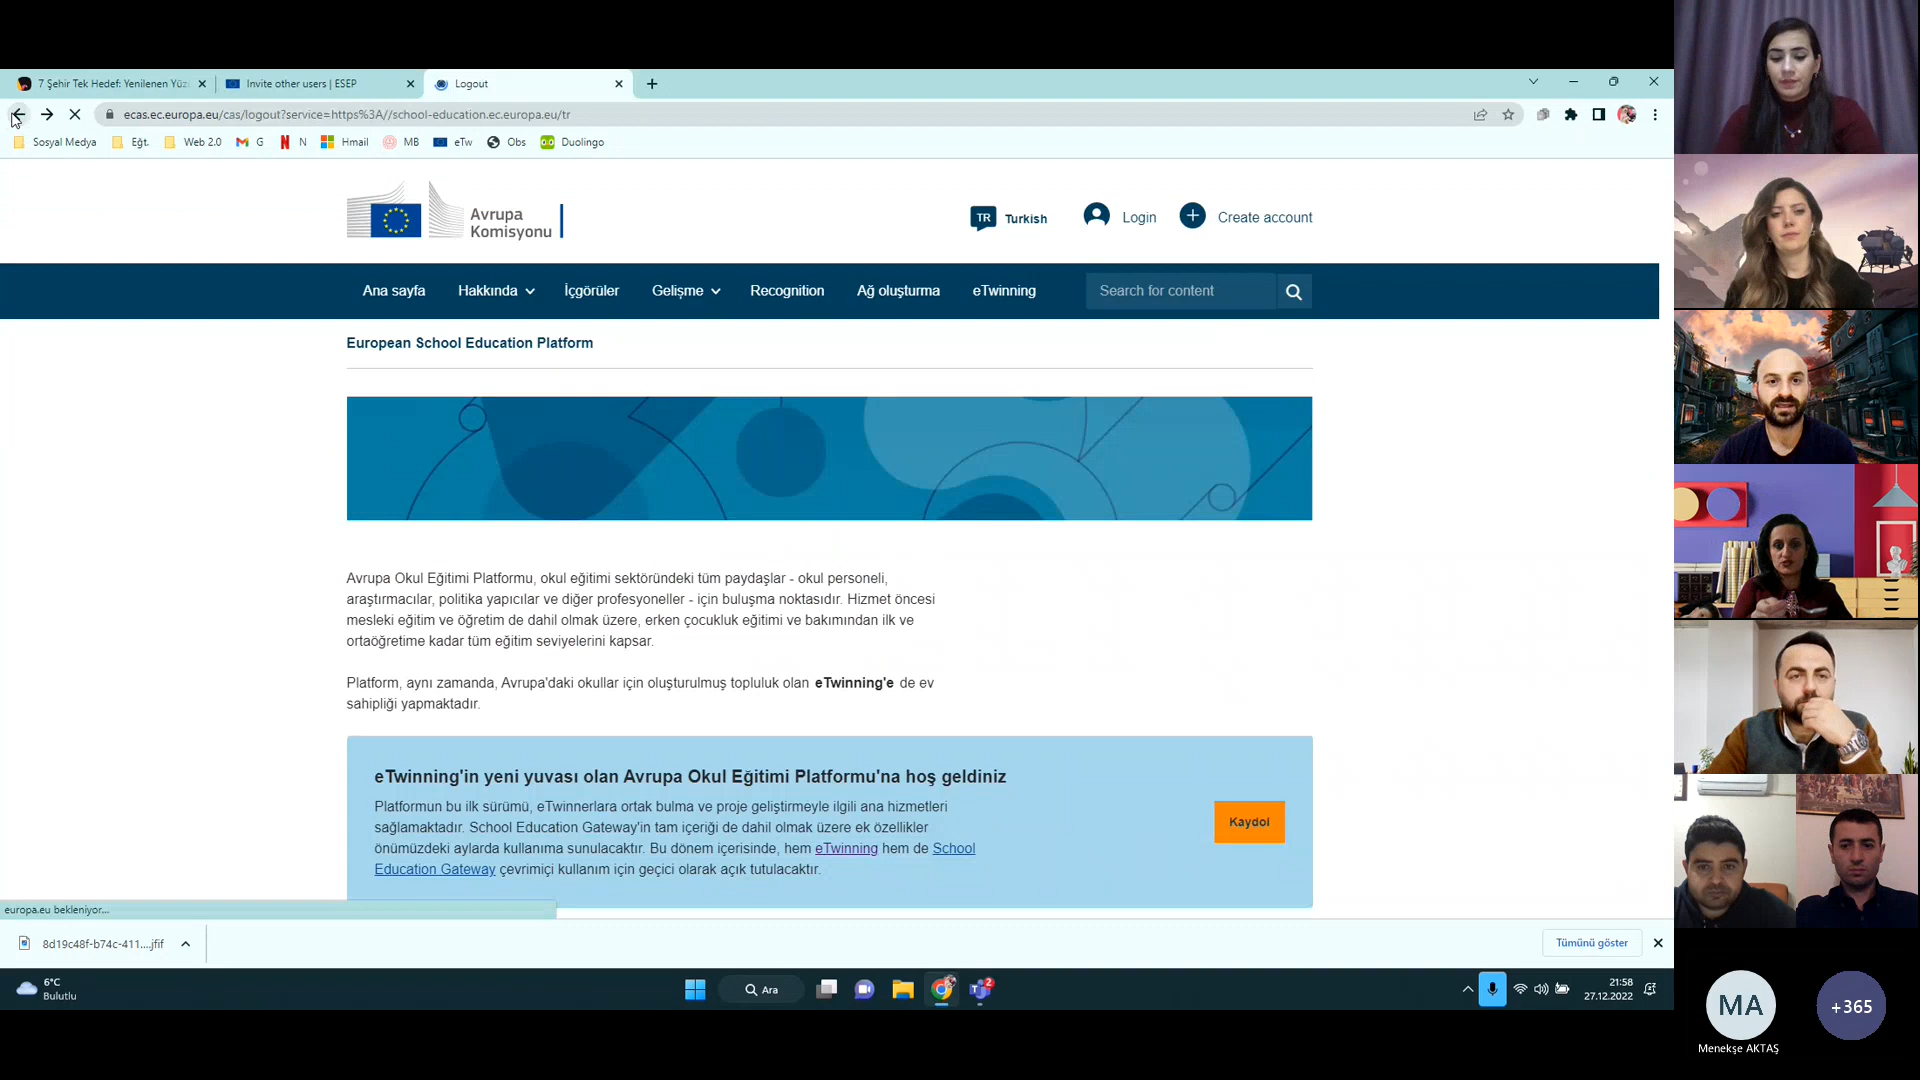 7 Şehir Tek Hedef: Yenilenen Yüz
Invite other users | ESEP
Logout
ecas.ec.europa.eu/cas/logout?service=https%3A//school-education.ec.europa.eu/tr
Sosyal Medya
Eğt.
Web 2.0
G
N
Hmail
MB
eTw
Obs
Duolingo
Avrupa
Komisyonu
TR
Turkish
Login
Create account
Ana sayfa
Hakkında
İçgörüler
Gelişme
Recognition
Ağ oluşturma
eTwinning
Search for content
European School Education Platform
Avrupa Okul Eğitimi Platformu, okul eğitimi sektöründeki tüm paydaşlar - okul personeli,
araştırmacılar, politika yapıcılar ve diğer profesyoneller - için buluşma noktasıdır. Hizmet öncesi
mesleki eğitim ve öğretim de dahil olmak üzere, erken çocukluk eğitimi ve bakımından ilk ve
ortaöğretime kadar tüm eğitim seviyelerini kapsar.
Platform, aynı zamanda, Avrupa'daki okullar için oluşturulmuş topluluk olan eTwinning'e de ev
sahipliği yapmaktadır.
eTwinning'in yeni yuvası olan Avrupa Okul Eğitimi Platformu'na hoş geldiniz
Platformun bu ilk sürümü, eTwinnerlara ortak bulma ve proje geliştirmeyle ilgili ana hizmetleri
sağlamaktadır. School Education Gateway'in tam içeriği de dahil olmak üzere ek özellikler
önümüzdeki aylarda kullanıma sunulacaktır. Bu dönem içerisinde, hem eTwinning hem de School
Education Gateway çevrimiçi kullanım için geçici olarak açık tutulacaktır.
Kaydol
europa.eu bekleniyor...
8d19c48f-b74c-411....jfif
Tümünü göster
6°C
Bulutlu
Ara
2
21:58
27.12.2022
MA
Menekşe AKTAŞ
+365